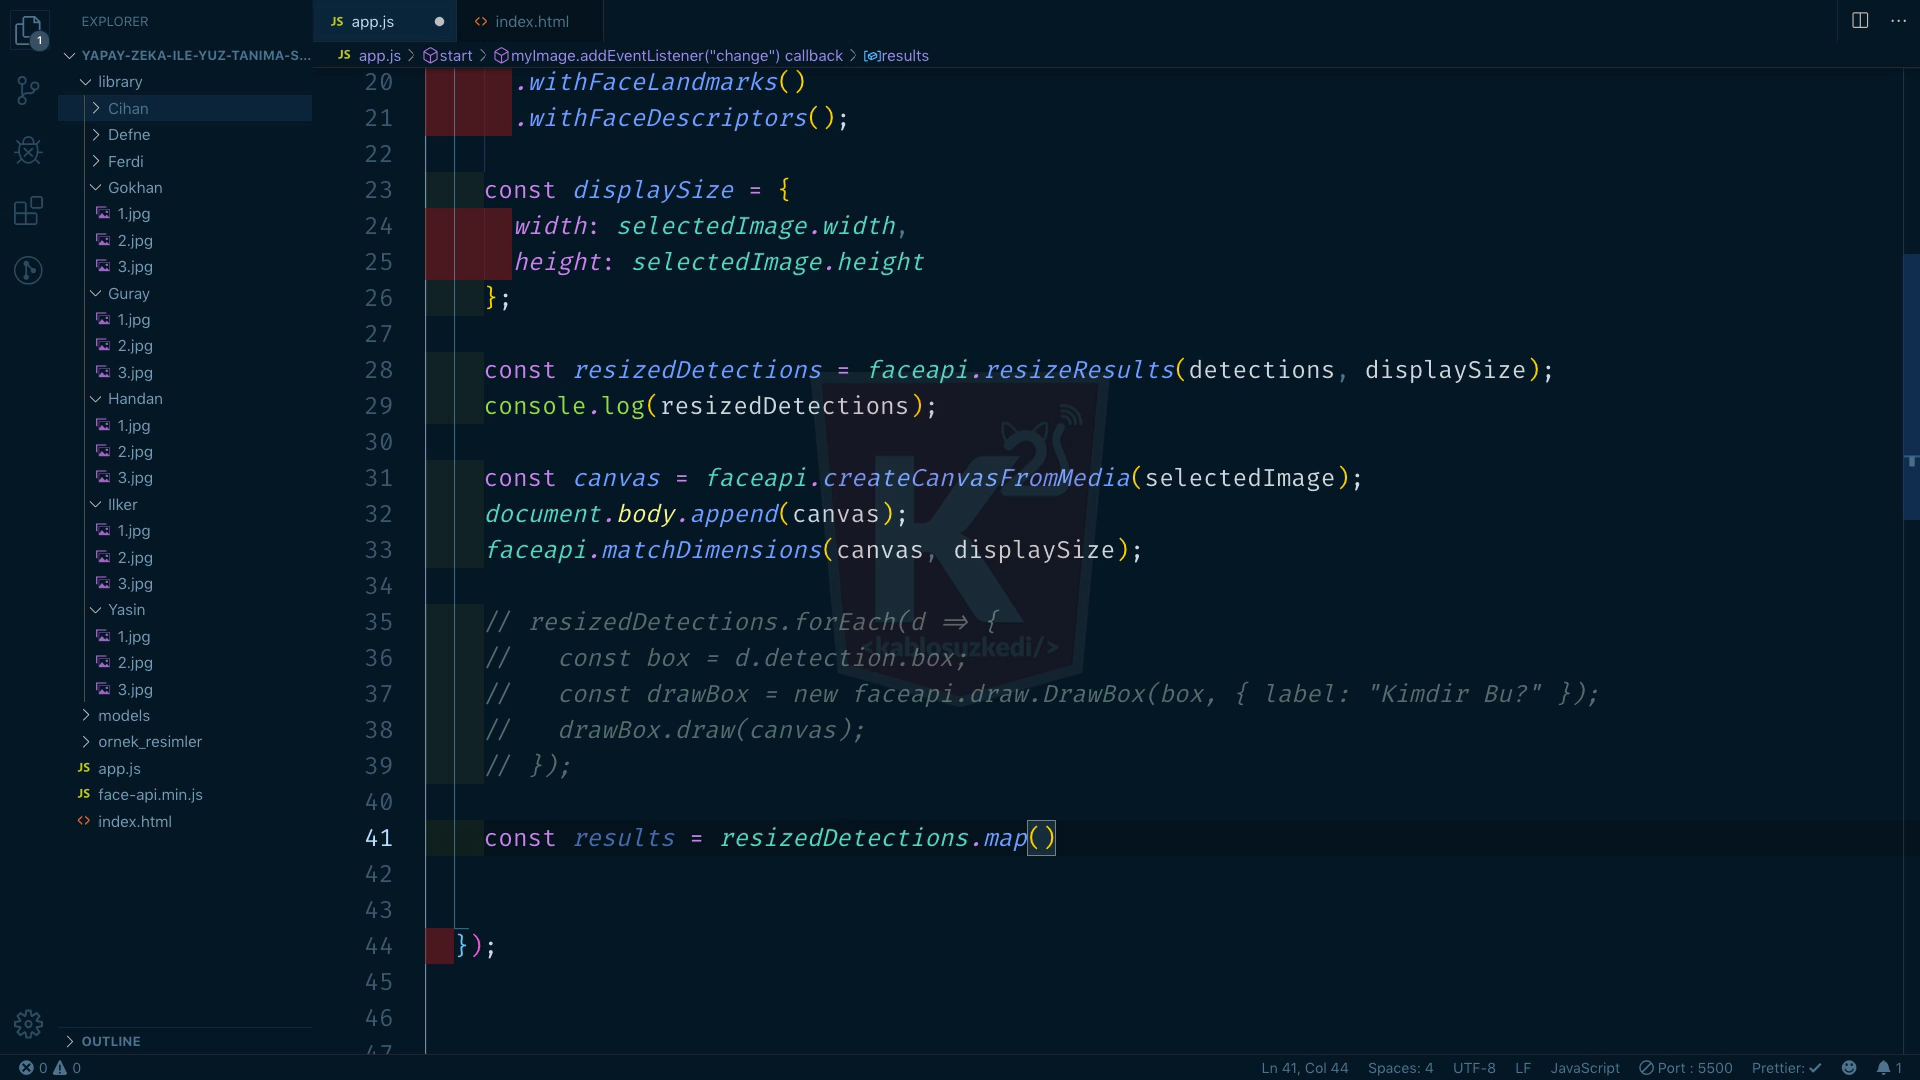 EXPLORER
YAPAY-ZEKA-ILE-YUZ-TANIMA-S...
library
Cihan
Defne
Ferdi
Gokhan
1.jpg
2.jpg
3.jpg
Guray
1.jpg
2.jpg
3.jpg
Handan
1.jpg
2.jpg
3.jpg
Ilker
1.jpg
2.jpg
3.jpg
Yasin
1.jpg
2.jpg
3.jpg
models
ornek_resimler
JS app.js
JS face-api.min.js
<> index.html
OUTLINE
1
JS app.js
<> index.html
JS app.js > start > myImage.addEventListener("change") callback > results
20 .withFaceLandmarks()
21 .withFaceDescriptors();
22
23 const displaySize = {
24 width: selectedImage.width,
25 height: selectedImage.height
26 };
27
28 const resizedDetections = faceapi.resizeResults(detections, displaySize);
29 console.log(resizedDetections);
30
31 const canvas = faceapi.createCanvasFromMedia(selectedImage);
32 document.body.append(canvas);
33 faceapi.matchDimensions(canvas, displaySize);
34
35 // resizedDetections.forEach(d => {
36 // const box = d.detection.box;
37 // const drawBox = new faceapi.draw.DrawBox(box, { label: "Kimdir Bu?" });
38 // drawBox.draw(canvas);
39 // });
40
41 const results = resizedDetections.map()
42
43
44 });
45
46
47
K2
<kablosuzkedi/>
0 0
Ln 41, Col 44 Spaces: 4 UTF-8 LF JavaScript Port : 5500 Prettier: ✓ 1